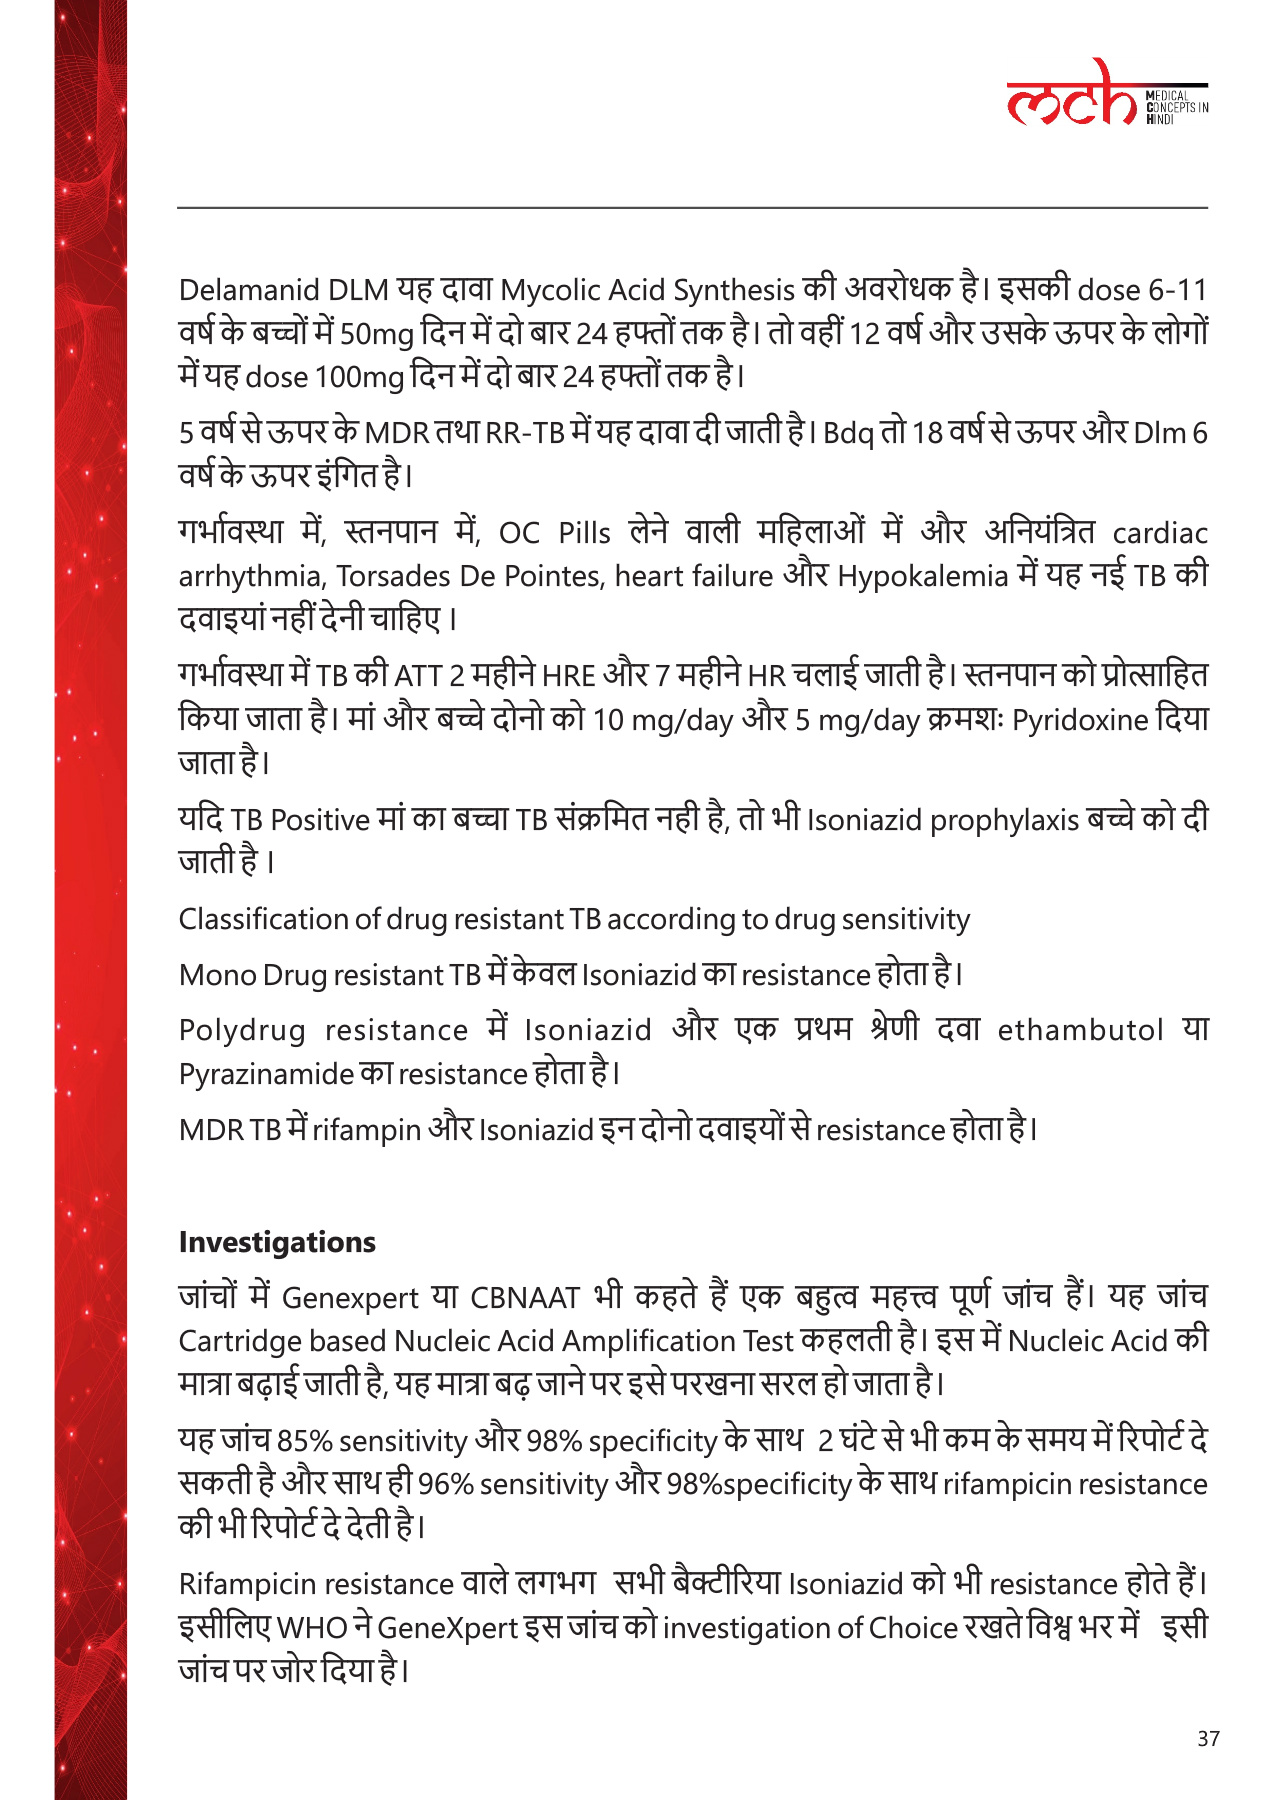 mch MEDICAL
CONCEPTS IN
HINDI
Delamanid DLM यह दावा Mycolic Acid Synthesis की अवरोधक है। इसकी dose 6-11
वर्ष के बच्चों में 50mg दिन में दो बार 24 हफ्तों तक है। तो वहीं 12 वर्ष और उसके ऊपर के लोगों
में यह dose 100mg दिन में दो बार 24 हफ्तों तक है।
5 वर्ष से ऊपर के MDR तथा RR-TB में यह दावा दी जाती है। Bdq तो 18 वर्ष से ऊपर और Dlm 6
वर्ष के ऊपर इंगित है।
गर्भावस्था में, स्तनपान में, OC Pills लेने वाली महिलाओं में और अनियंत्रित cardiac
arrhythmia, Torsades De Pointes, heart failure और Hypokalemia में यह नई TB की
दवाइयां नहीं देनी चाहिए ।
गर्भावस्था में TB की ATT 2 महीने HRE और 7 महीने HR चलाई जाती है। स्तनपान को प्रोत्साहित
किया जाता है। मां और बच्चे दोनो को 10 mg/day और 5 mg/day क्रमशः Pyridoxine दिया
जाता है।
यदि TB Positive मां का बच्चा TB संक्रमित नही है, तो भी Isoniazid prophylaxis बच्चे को दी
जाती है ।
Classification of drug resistant TB according to drug sensitivity
Mono Drug resistant TB में केवल Isoniazid का resistance होता है।
Polydrug resistance में Isoniazid और एक प्रथम श्रेणी दवा ethambutol या
Pyrazinamide का resistance होता है।
MDR TB में rifampin और Isoniazid इन दोनो दवाइयों से resistance होता है।
Investigations
जांचों में Genexpert या CBNAAT भी कहते हैं एक बहुत्व महत्त्व पूर्ण जांच हैं। यह जांच
Cartridge based Nucleic Acid Amplification Test कहलती है। इस में Nucleic Acid की
मात्रा बढ़ाई जाती है, यह मात्रा बढ़ जाने पर इसे परखना सरल हो जाता है।
यह जांच 85% sensitivity और 98% specificity के साथ 2 घंटे से भी कम के समय में रिपोर्ट दे
सकती है और साथ ही 96% sensitivity और 98%specificity के साथ rifampicin resistance
की भी रिपोर्ट दे देती है।
Rifampicin resistance वाले लगभग सभी बैक्टीरिया Isoniazid को भी resistance होते हैं।
इसीलिए WHO ने GeneXpert इस जांच को investigation of Choice रखते विश्व भर में इसी
जांच पर जोर दिया है।
37